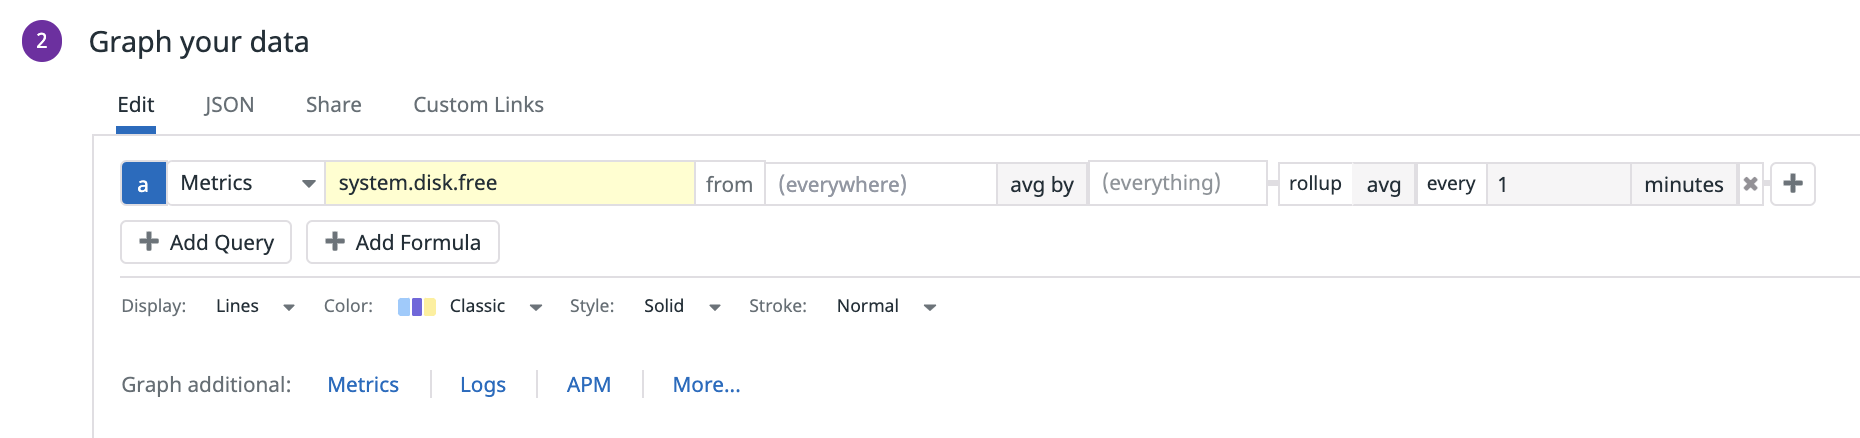 2 Graph your data
Edit JSON Share Custom Links
a Metrics system.disk.free from (everywhere) avg by (everything) rollup avg every 1 minutes
Add Query Add Formula
Display: Lines Color: Classic Style: Solid Stroke: Normal
Graph additional: Metrics Logs APM More...